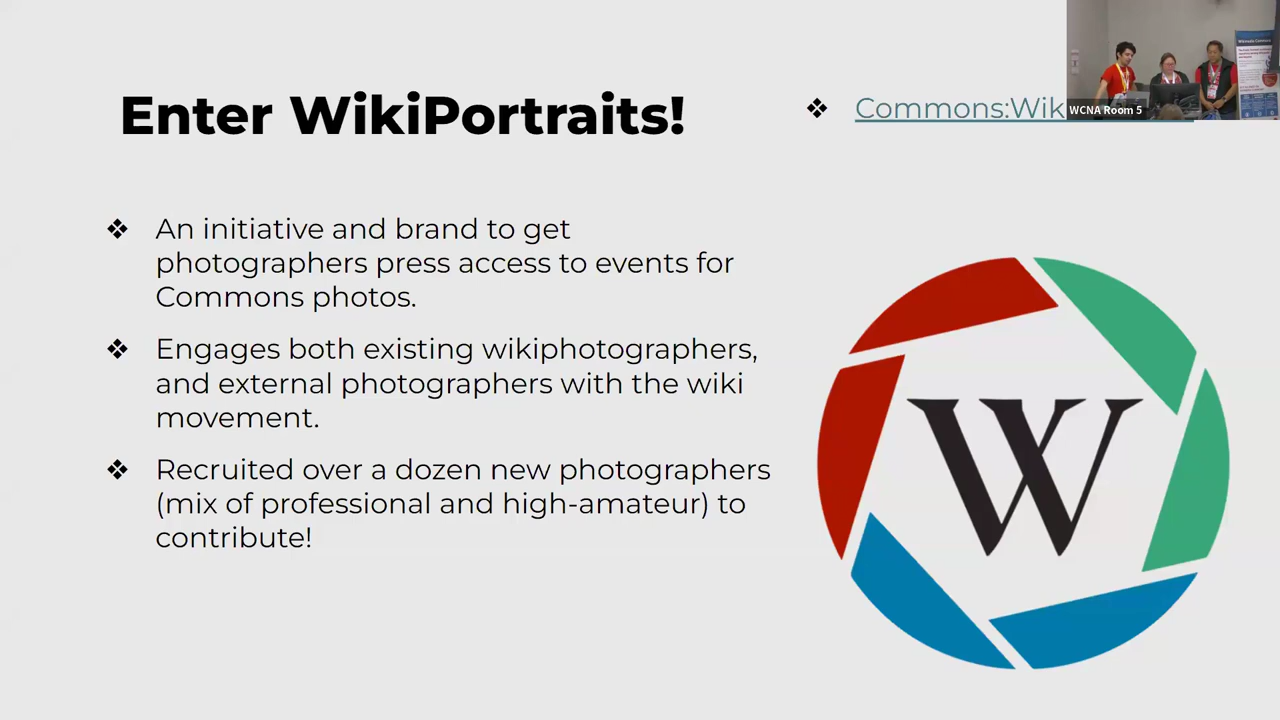 Enter WikiPortraits!
❖ Commons:Wik
WCNA Room 5
Wikimedia Commons
❖ An initiative and brand to get
photographers press access to events for
Commons photos.
❖ Engages both existing wikiphotographers,
and external photographers with the wiki
movement.
❖ Recruited over a dozen new photographers
(mix of professional and high-amateur) to
contribute!
W